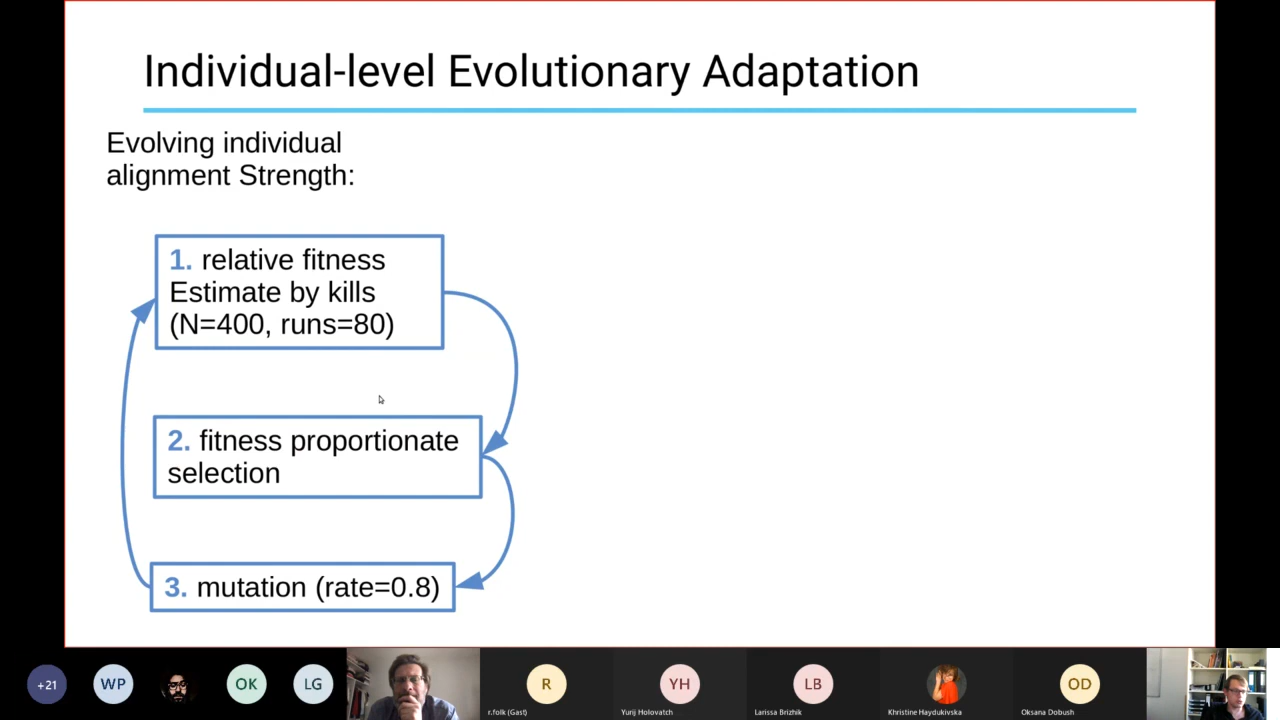 Individual-level Evolutionary Adaptation
Evolving individual
alignment Strength:
1. relative fitness
Estimate by kills
(N=400, runs=80)
2. fitness proportionate
selection
3. mutation (rate=0.8)
+21
WP
OK
LG
R
r.folk (Gast)
YH
Yurij Holovatch
LB
Larissa Brizhik
Khristine Haydukivska
OD
Oksana Dobush